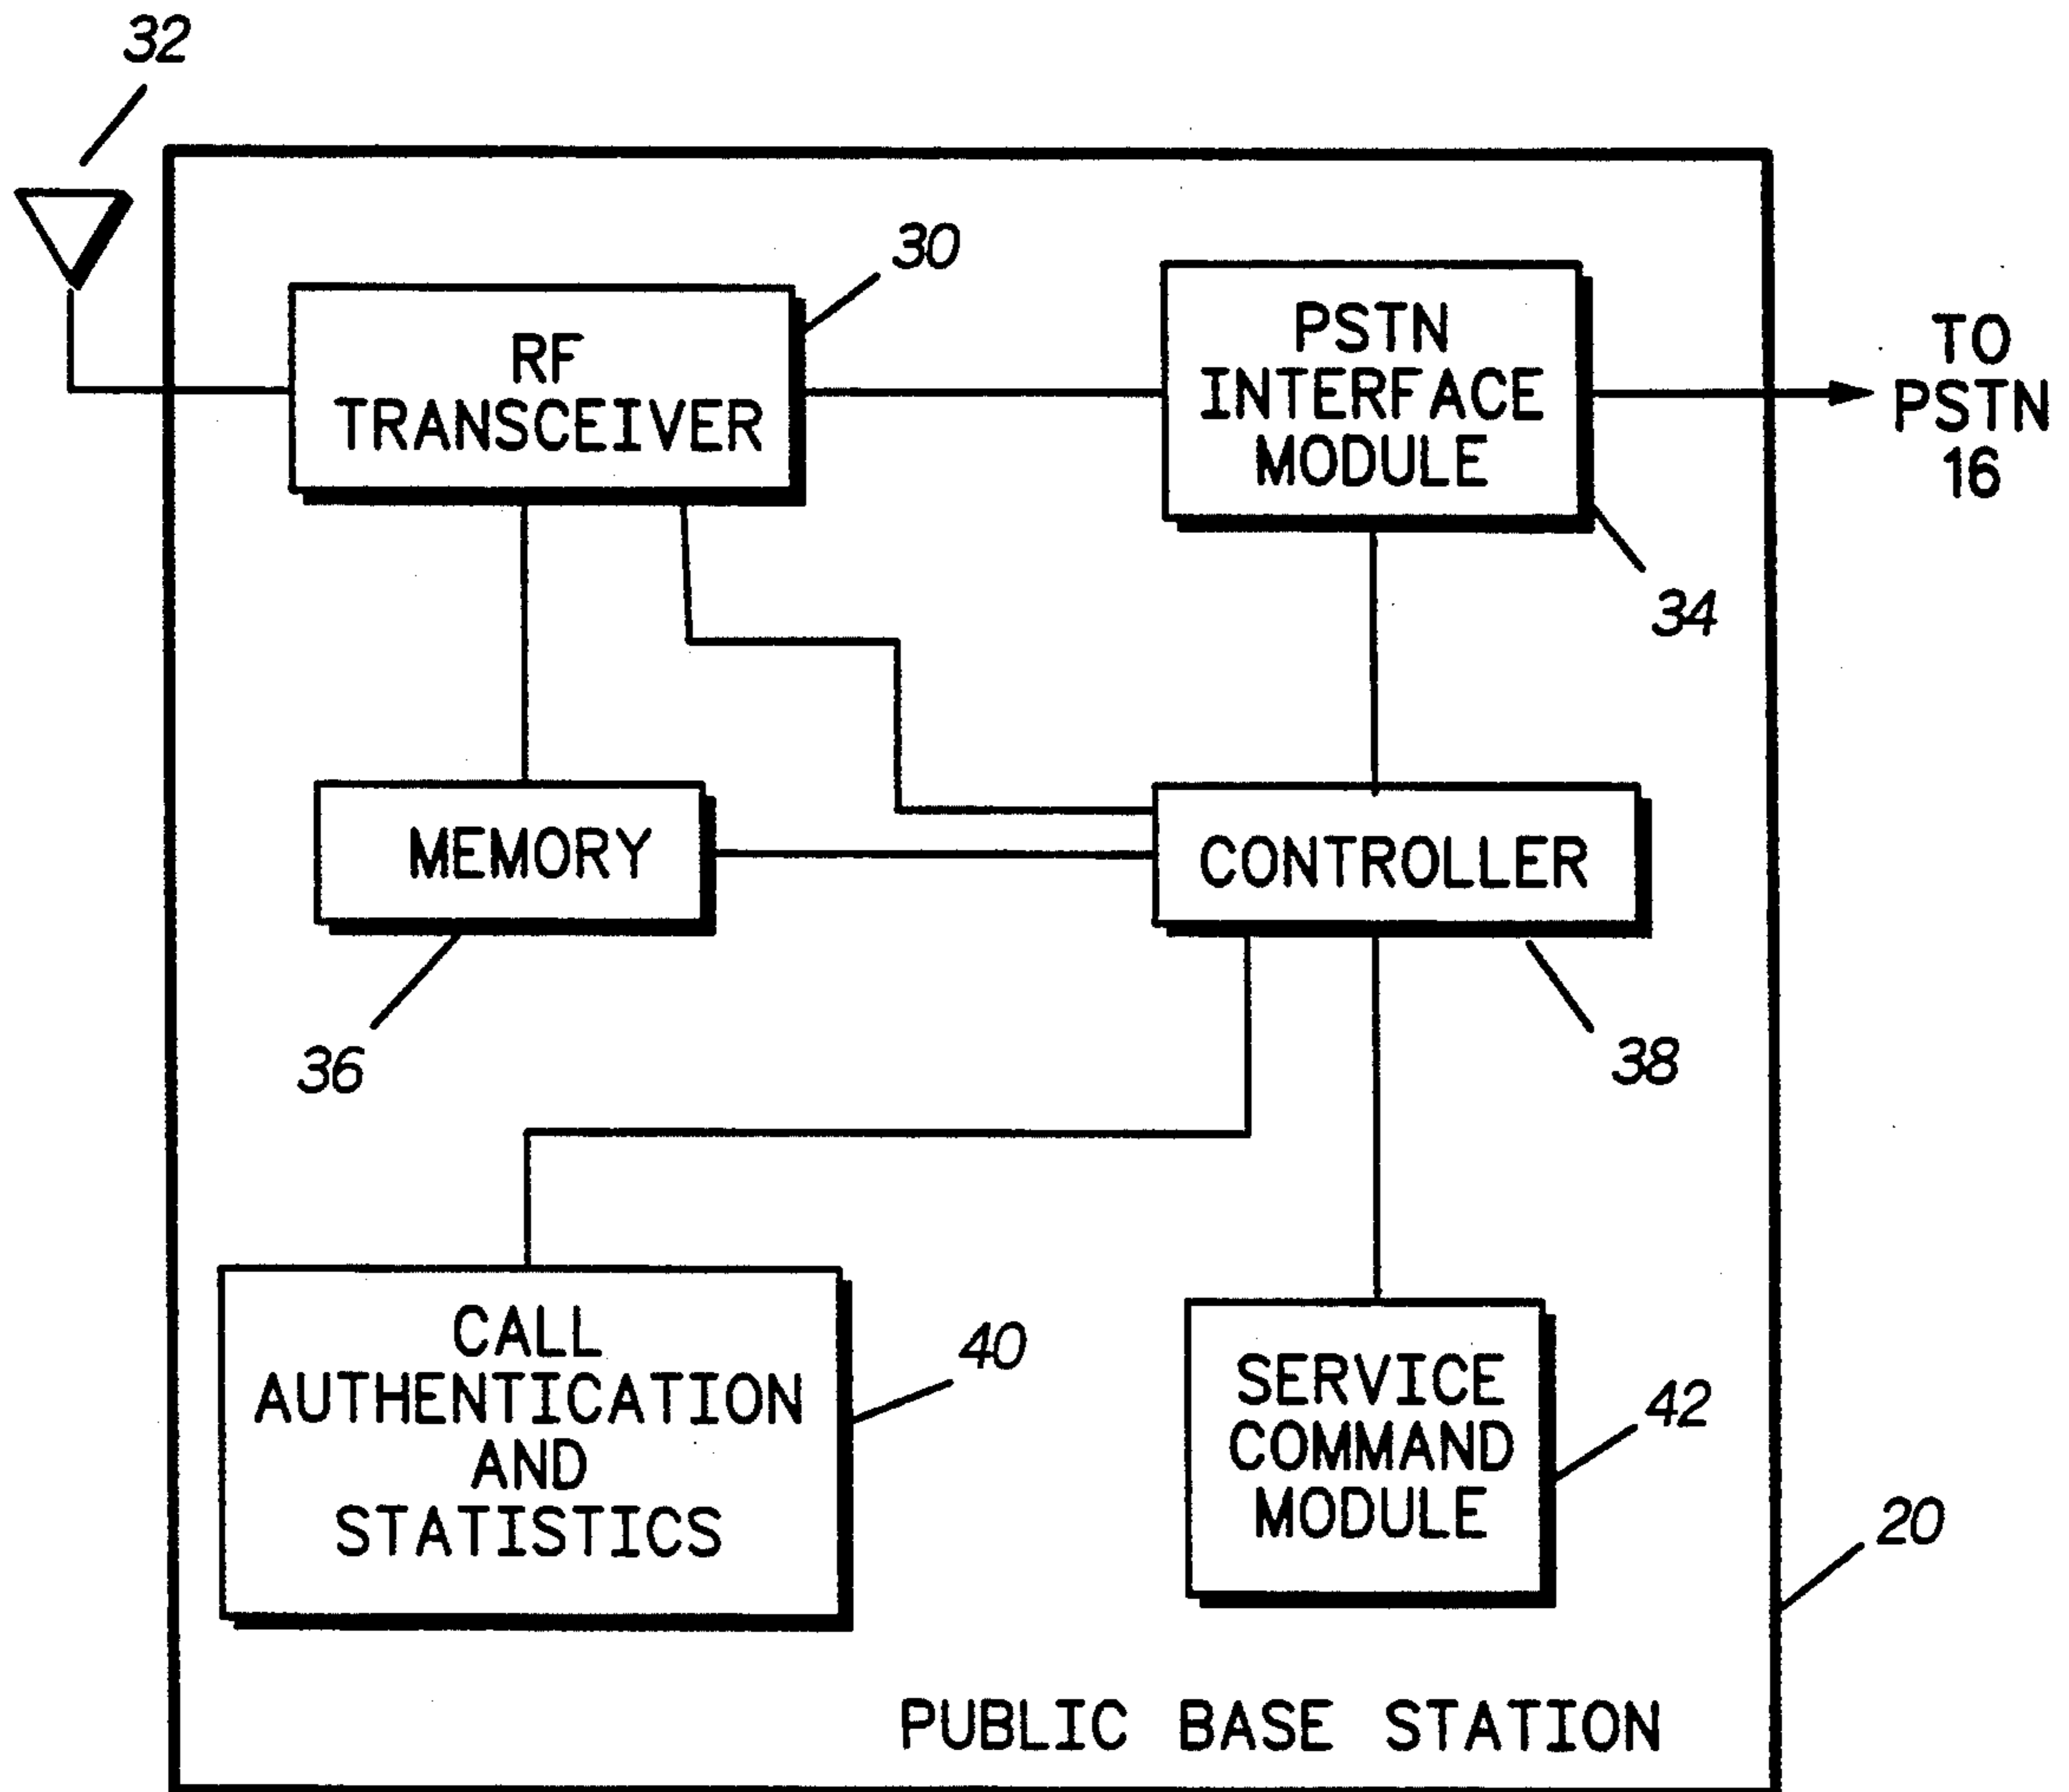 32
30
RF
TRANSCEIVER
PSTN
INTERFACE
MODULE
TO
PSTN
16
34
MEMORY
CONTROLLER
36
38
CALL
AUTHENTICATION
AND
STATISTICS
40
SERVICE
COMMAND
MODULE
42
20
PUBLIC BASE STATION